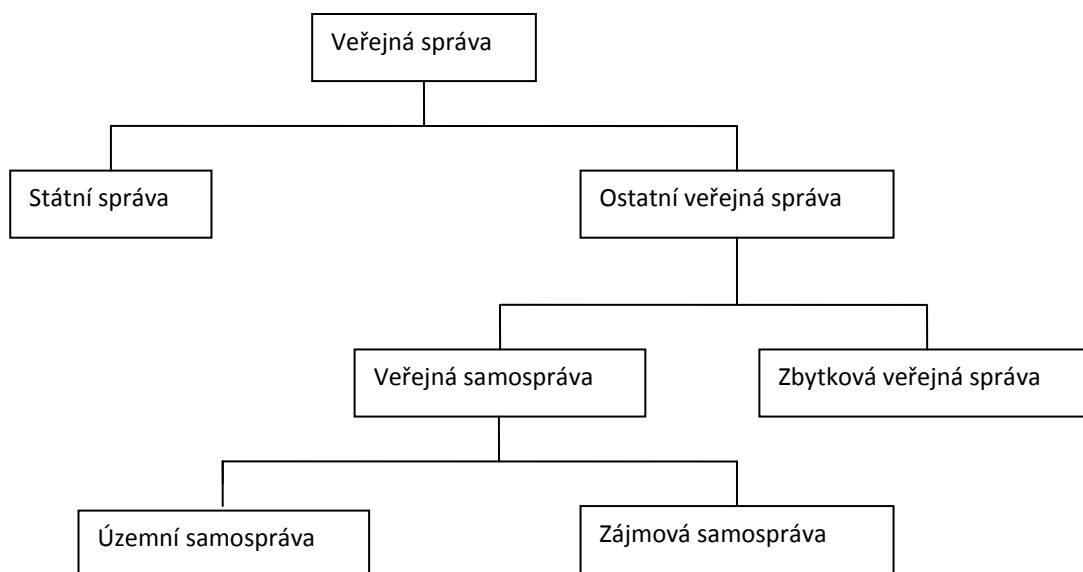 Veřejná správa
Státní správa
Ostatní veřejná správa
Veřejná samospráva
Zbytková veřejná správa
Územní samospráva
Zájmová samospráva